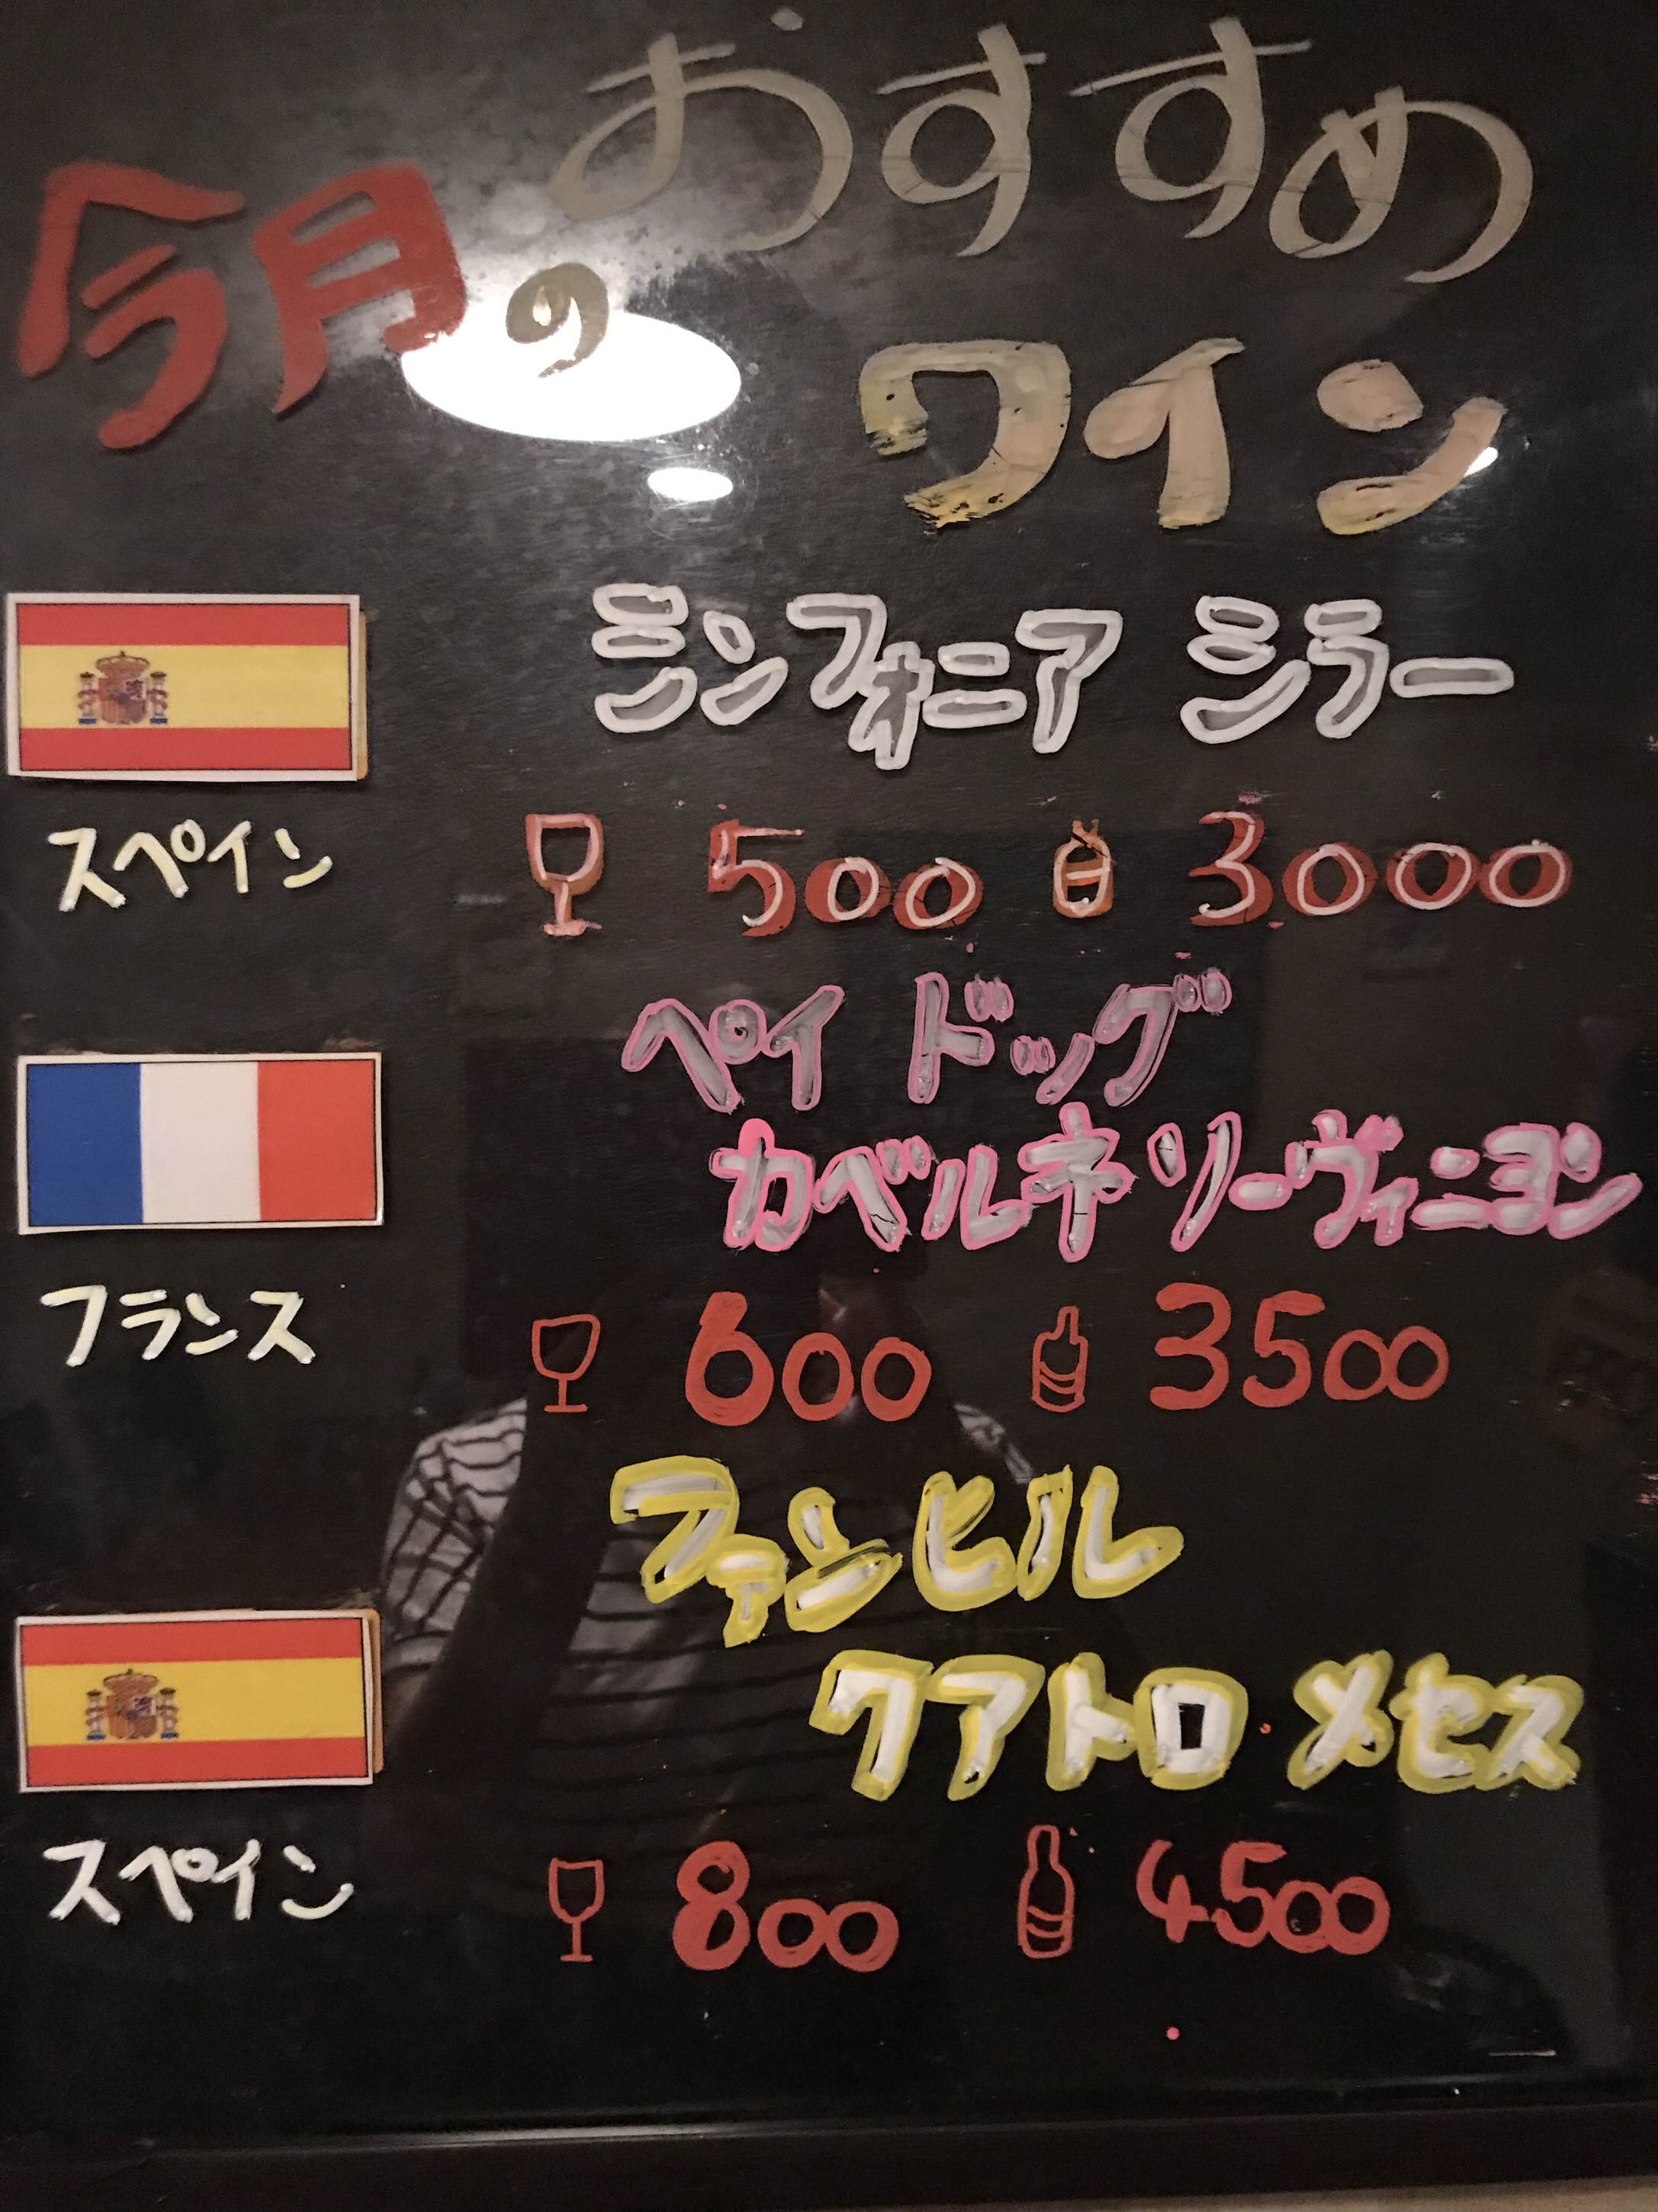 今月の
おすすめ
ワイン
シンフォニア シラー
スペイン
500 3000
ペイ ドッグ
カベルネ ソーヴィニヨン
フランス
600 3500
ファンヒル
クアトロ メセス
スペイン
800 4500